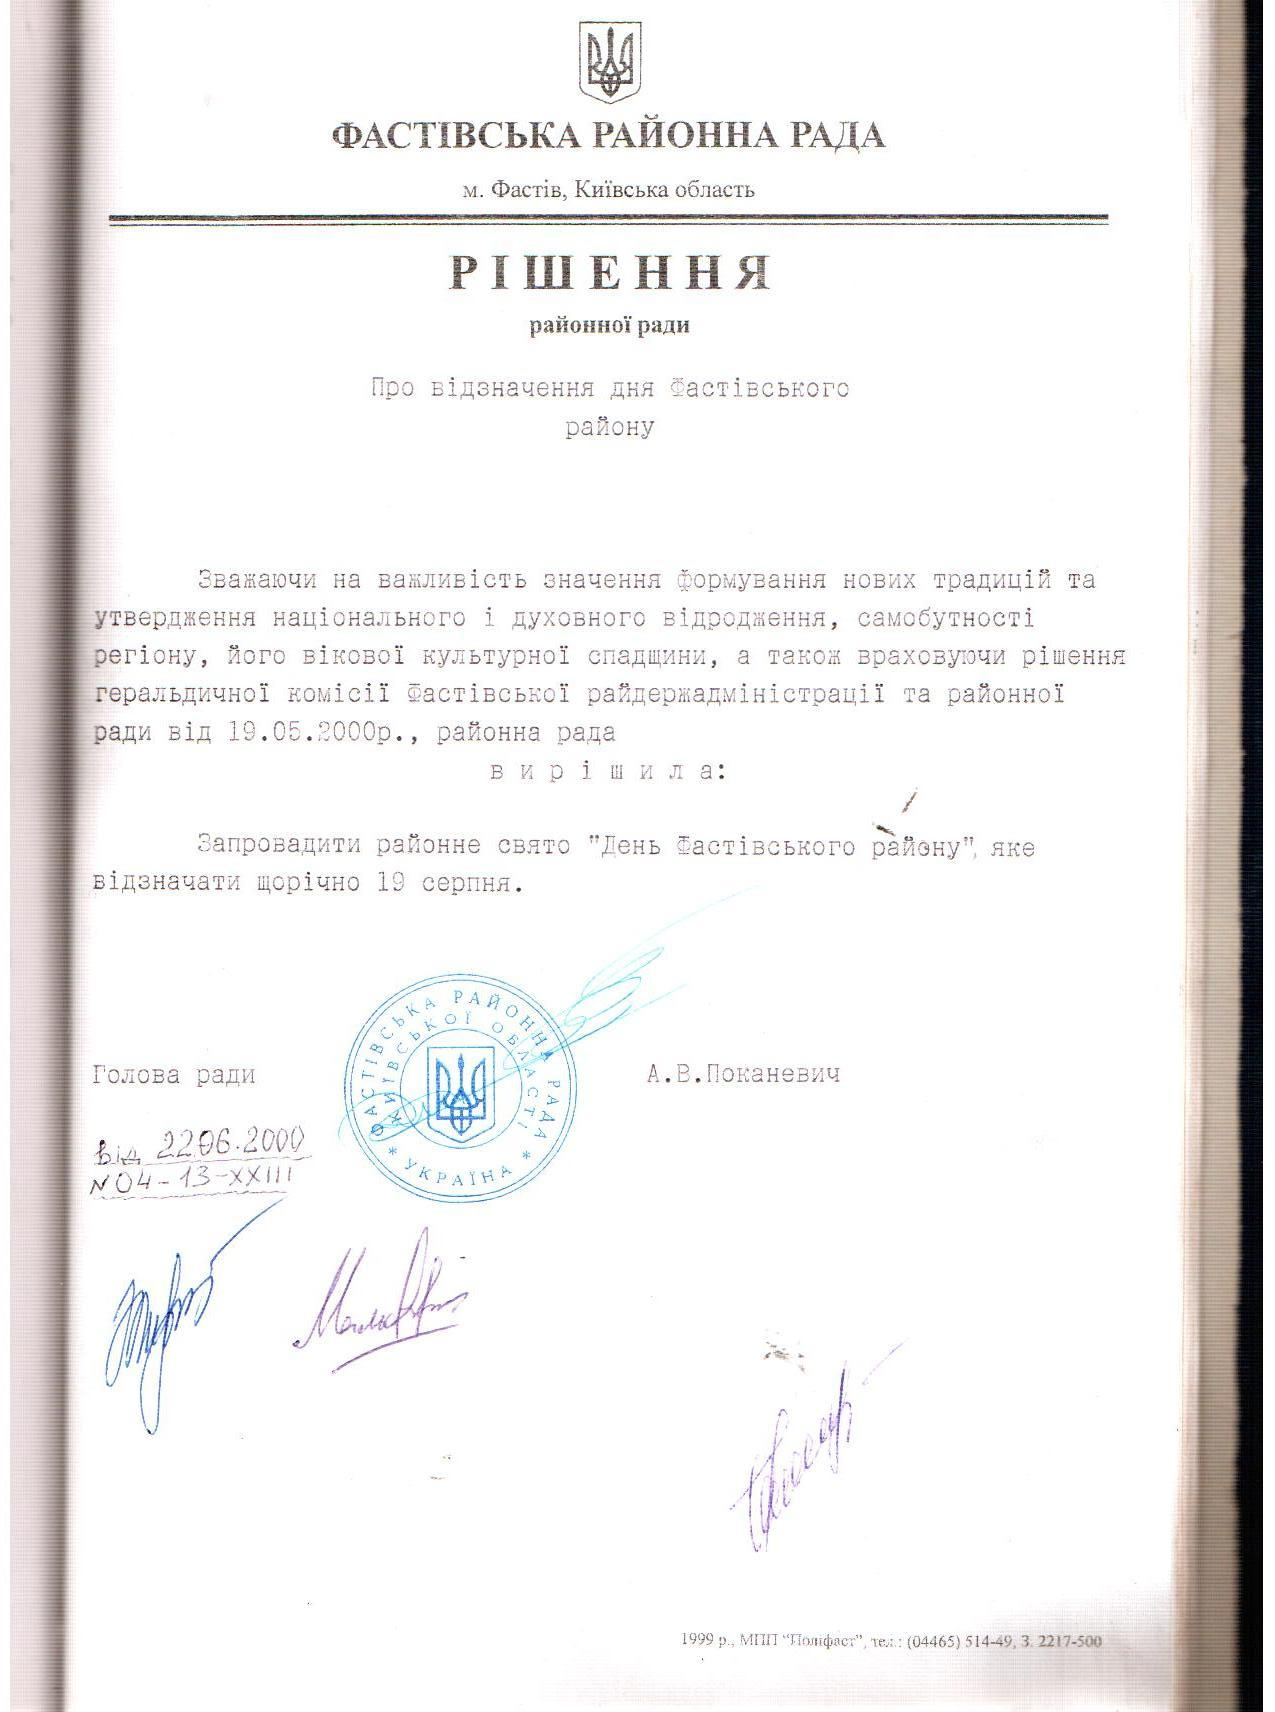 ФАСТІВСЬКА РАЙОННА РАДА
м. Фастів, Київська область
РІШЕННЯ
районної ради
Про відзначення дня Фастівського
району
Зважаючи на важливість значення формування нових традицій та
утвердження національного і духовного відродження, самобутності
регіону, його вікової культурної спадщини, а також враховуючи рішення
геральдичної комісії Фастівської райдержадміністрації та районної
ради від 19.05.2000р., районна рада
в и р і ш и л а:
Запровадити районне свято "День Фастівського району", яке
відзначати щорічно 19 серпня.
ФАСТІВСЬКА РАЙОННА РАДА
КИЇВСЬКОЇ ОБЛАСТІ
* УКРАЇНА *
Голова ради А.В.Поканевич
від 22.06.2000
№04-13-XXIII
1999 р., МПП "Поліфаст", тел.: (04465) 514-49, З. 2217-500